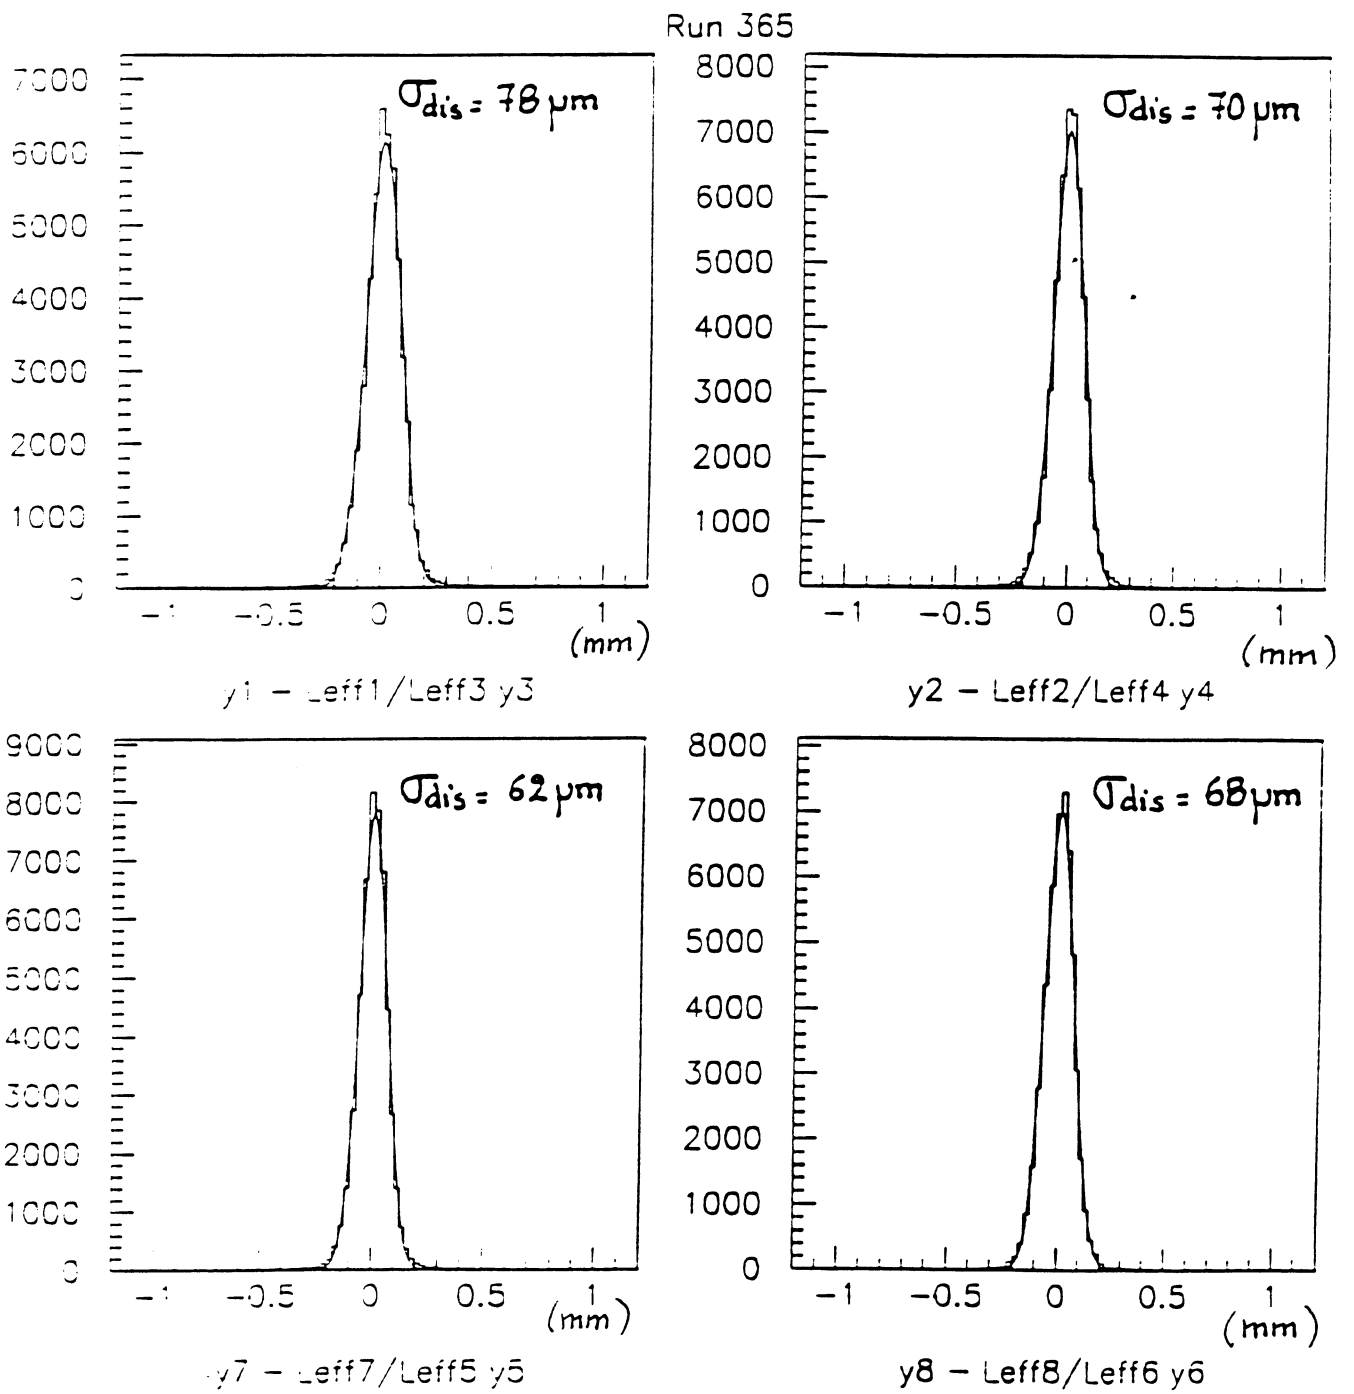 Run 365
7000
6000
5000
4000
3000
2000
1000
0
σdis = 78 μm
-1 -0.5 0 0.5 1
(mm)
y1 - Leff1/Leff3 y3
8000
7000
6000
5000
4000
3000
2000
1000
0
σdis = 70 μm
-1 -0.5 0 0.5 1
(mm)
y2 - Leff2/Leff4 y4
9000
8000
7000
6000
5000
4000
3000
2000
1000
0
σdis = 62 μm
-1 -0.5 0 0.5 1
(mm)
y7 - Leff7/Leff5 y5
8000
7000
6000
5000
4000
3000
2000
1000
0
σdis = 68 μm
-1 -0.5 0 0.5 1
(mm)
y8 - Leff8/Leff6 y6